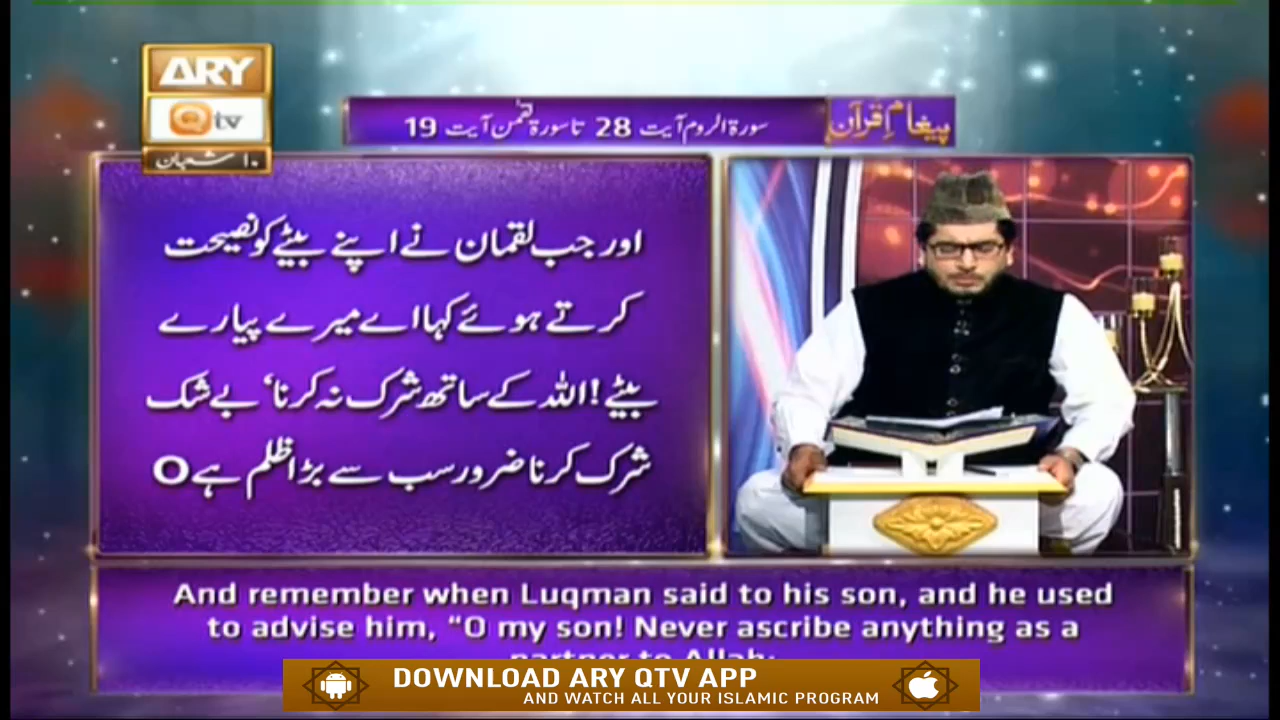 ARY
Qtv
۱۰ شعبان
پیغامِ قرآن
سورۃ الروم آیت 28 تا سورۃ لقمٰن آیت 19
اور جب لقمان نے اپنے بیٹے کو نصیحت
کرتے ہوئے کہا اے میرے پیارے
بیٹے! اللہ کے ساتھ شرک نہ کرنا‘ بے شک
شرک کرنا ضرور سب سے بڑا ظلم ہے O
And remember when Luqman said to his son, and he used
to advise him, “O my son! Never ascribe anything as a
partner to Allah;
DOWNLOAD ARY QTV APP
AND WATCH ALL YOUR ISLAMIC PROGRAM